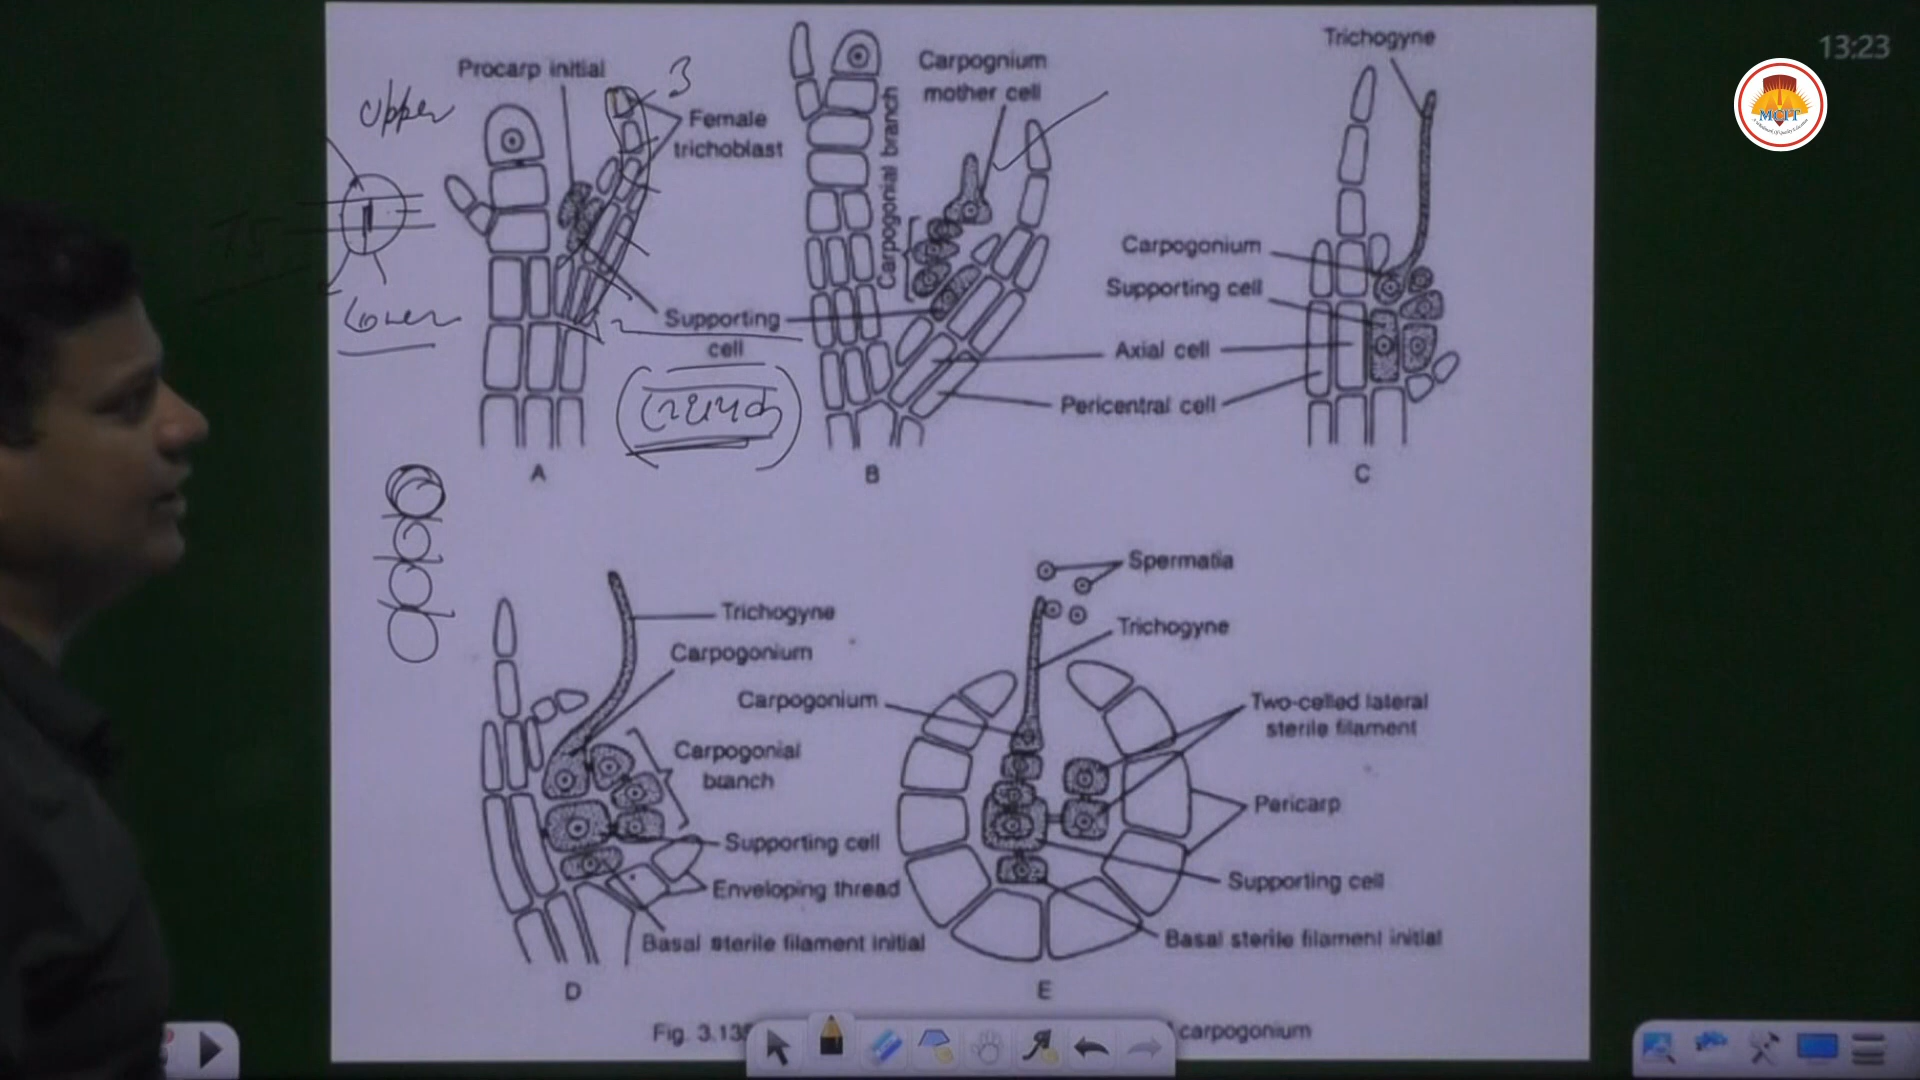 13:23
MCPT
Procarp initial
3
Upper
Female
trichoblast
Carpogonial branch
Carpognium
mother cell
Trichogyne
Carpogonium
Supporting cell
Lower
Supporting
cell
Axial cell
Pericentral cell
A
B
C
Spermatia
Trichogyne
Trichogyne
Carpogonium
Carpogonium
Two-celled lateral
sterile filament
Carpogonial
branch
Pericarp
Supporting cell
Enveloping thread
Supporting cell
Basal sterile filament initial
Basal sterile filament initial
D
E
Fig. 3.13
carpogonium